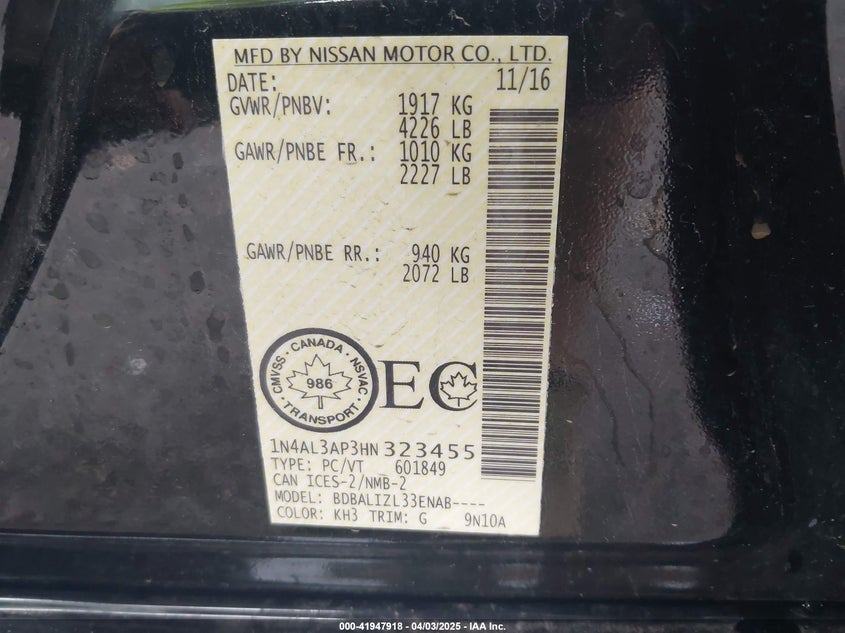 MFD BY NISSAN MOTOR CO., LTD.
DATE: 11/16
GVWR/PNBV: 1917 KG
4226 LB
GAWR/PNBE FR.: 1010 KG
2227 LB
GAWR/PNBE RR.: 940 KG
2072 LB
CMVSS · CANADA · NSVAC · TRANSPORT ·
986
EC
1N4AL3AP3HN323455
TYPE: PC/VT 601849
CAN ICES-2/NMB-2
MODEL: BDBALIZL33ENAB----
COLOR: KH3 TRIM: G 9N10A
000-41947918 - 04/03/2025 - IAA Inc.